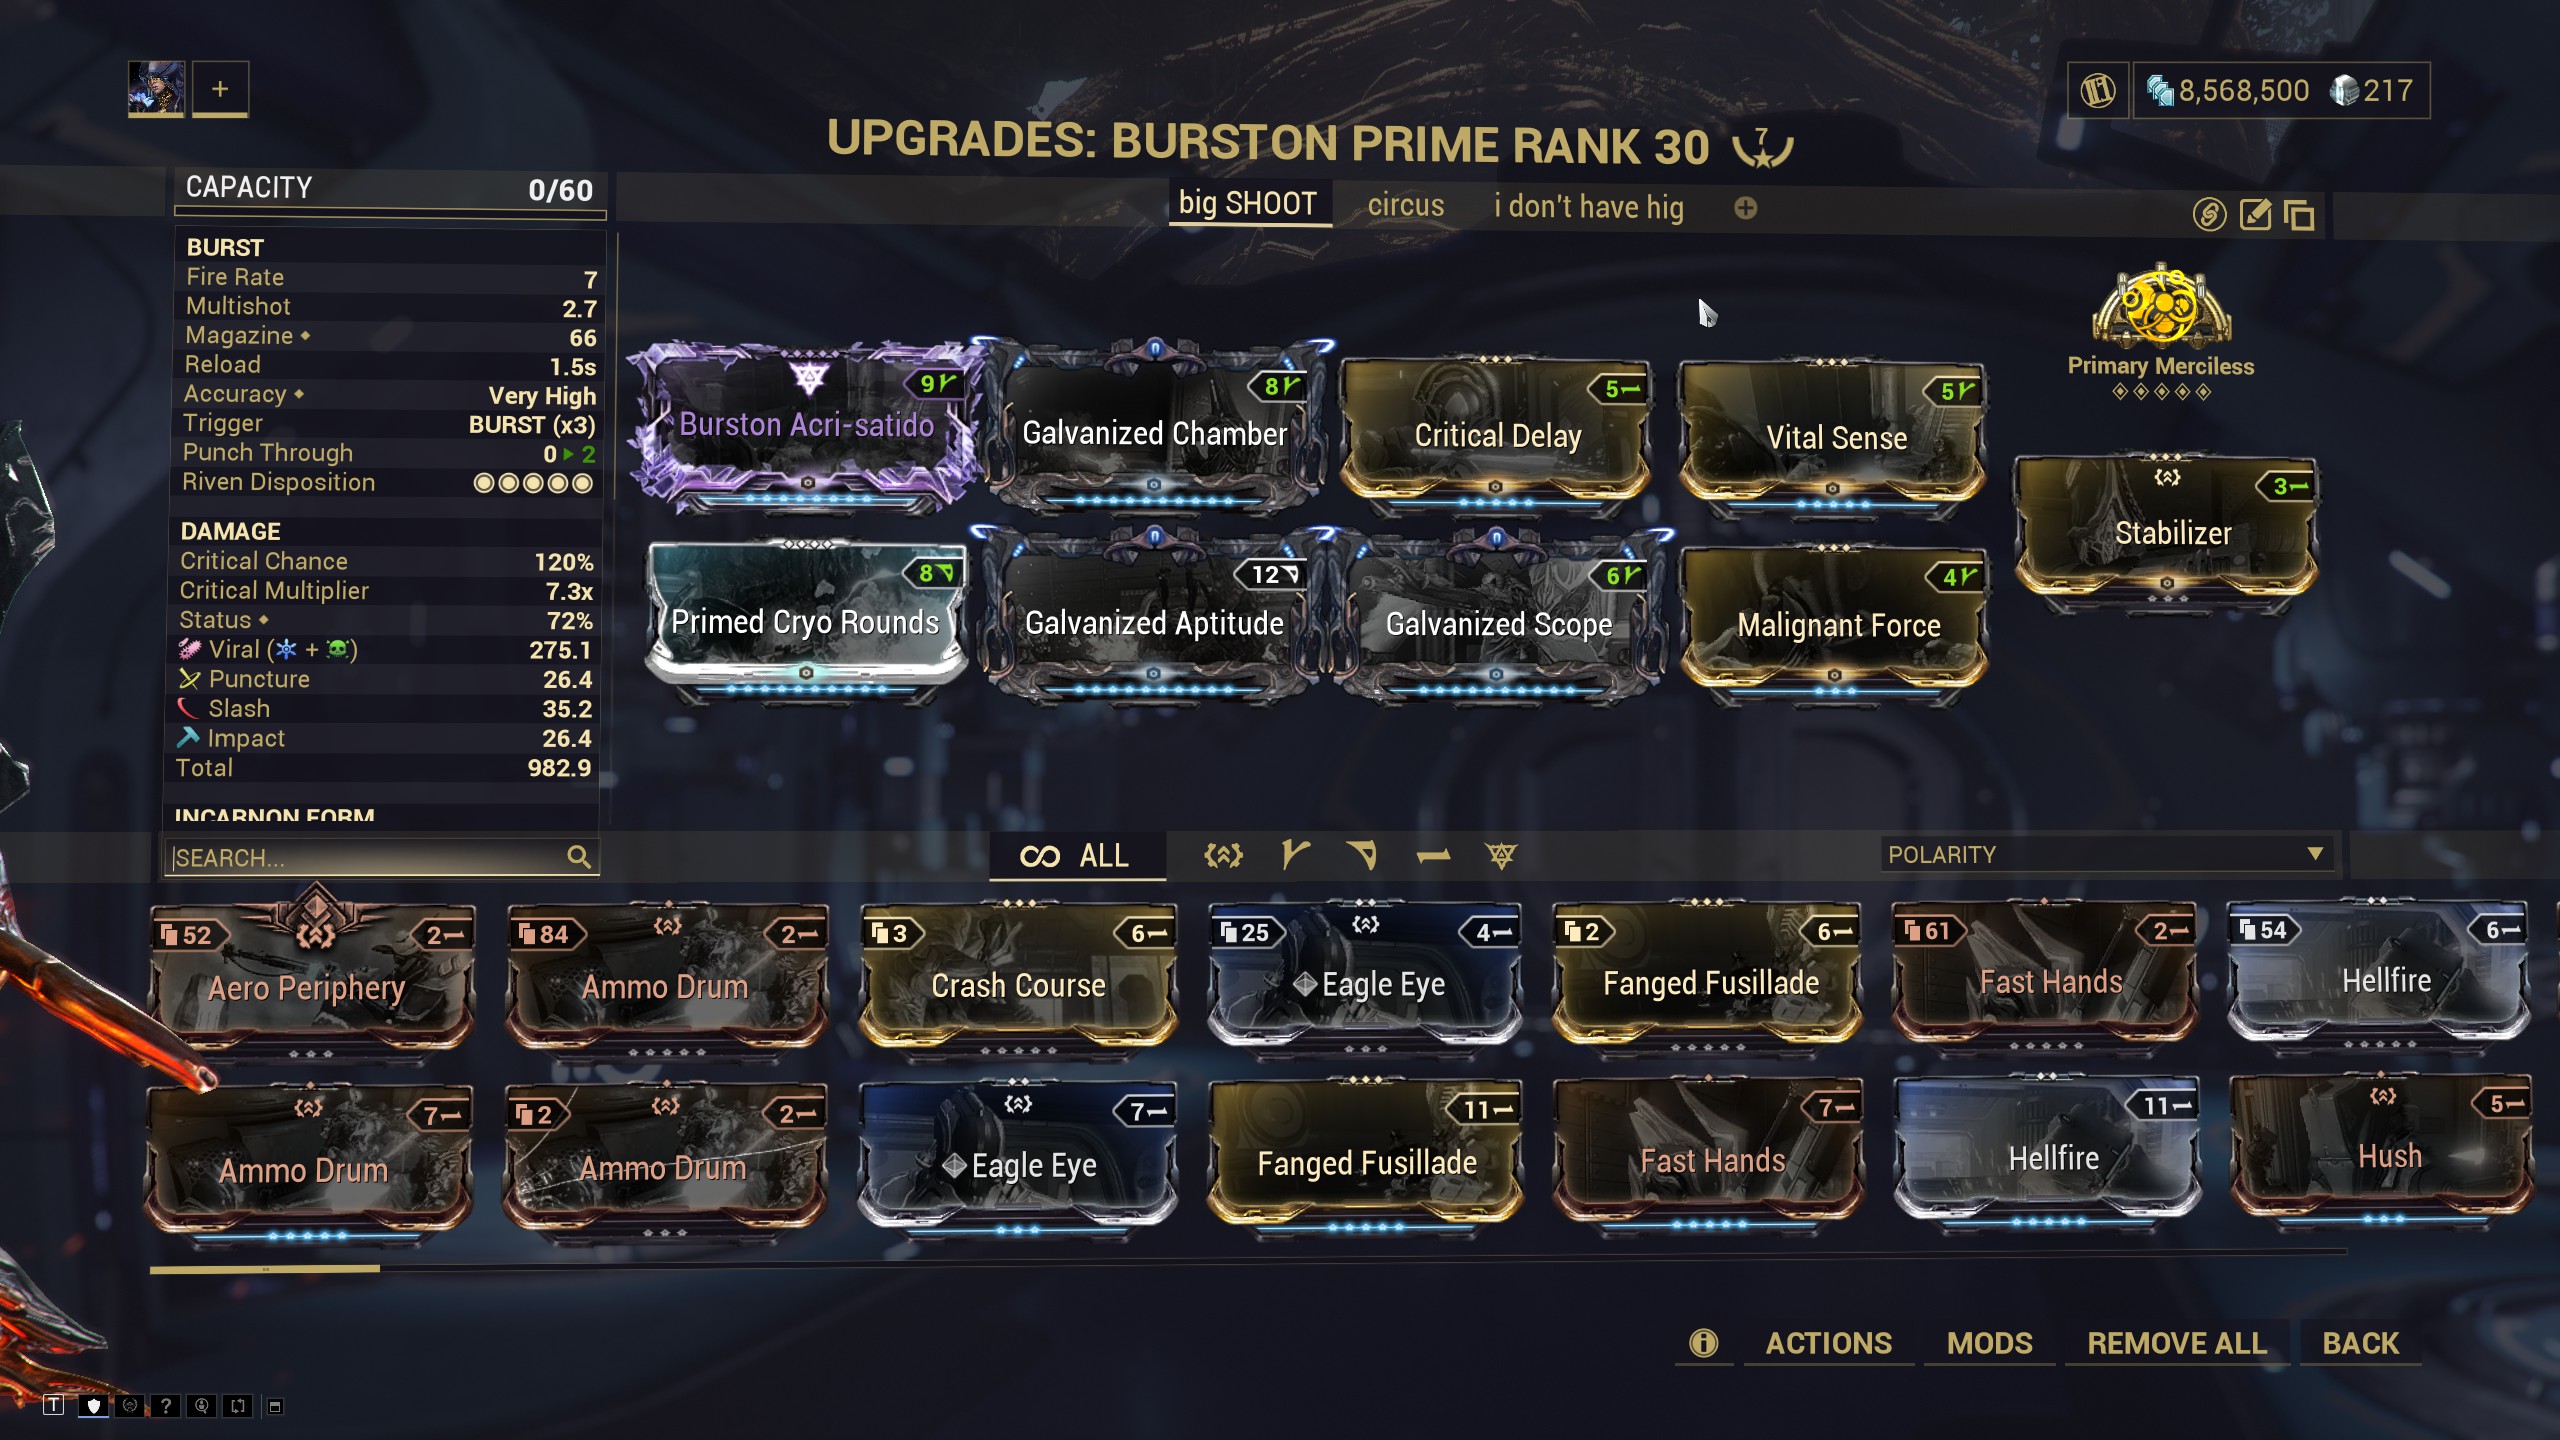 8,568,500 217
UPGRADES: BURSTON PRIME RANK 30 7
CAPACITY 0/60
big SHOOT circus i don't have hig
BURST
Fire Rate 7
Multishot 2.7
Magazine 66
Reload 1.5s
Accuracy Very High
Trigger BURST (x3)
Punch Through 0 2
Riven Disposition
DAMAGE
Critical Chance 120%
Critical Multiplier 7.3x
Status 72%
Viral ( + ) 275.1
Puncture 26.4
Slash 35.2
Impact 26.4
Total 982.9
INCARNON FORM
9
Burston Acri-satido
8
Galvanized Chamber
5
Critical Delay
5
Vital Sense
Primary Merciless
3
Stabilizer
8
Primed Cryo Rounds
12
Galvanized Aptitude
6
Galvanized Scope
4
Malignant Force
SEARCH...
ALL
POLARITY
52 2
Aero Periphery
84 2
Ammo Drum
3 6
Crash Course
25 4
Eagle Eye
2 6
Fanged Fusillade
61 2
Fast Hands
54 6
Hellfire
7
Ammo Drum
2 2
Ammo Drum
7
Eagle Eye
11
Fanged Fusillade
7
Fast Hands
11
Hellfire
5
Hush
ACTIONS MODS REMOVE ALL BACK
T ?